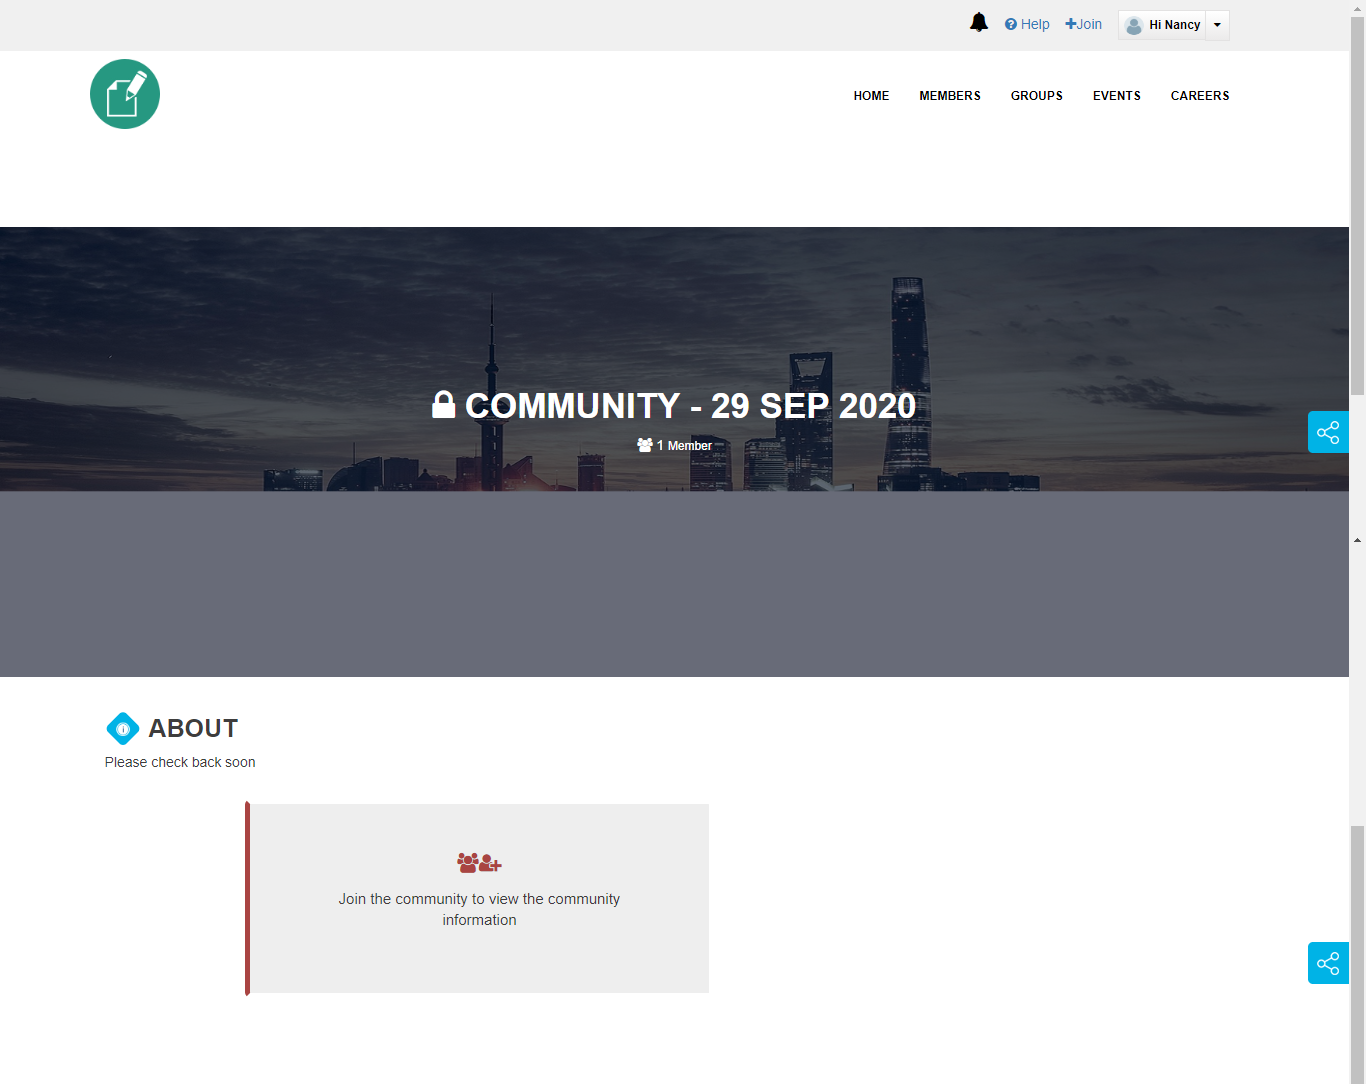 Help
Join
Hi Nancy
HOME MEMBERS GROUPS EVENTS CAREERS
COMMUNITY - 29 SEP 2020
1 Member
ABOUT
Please check back soon
Join the community to view the community
information